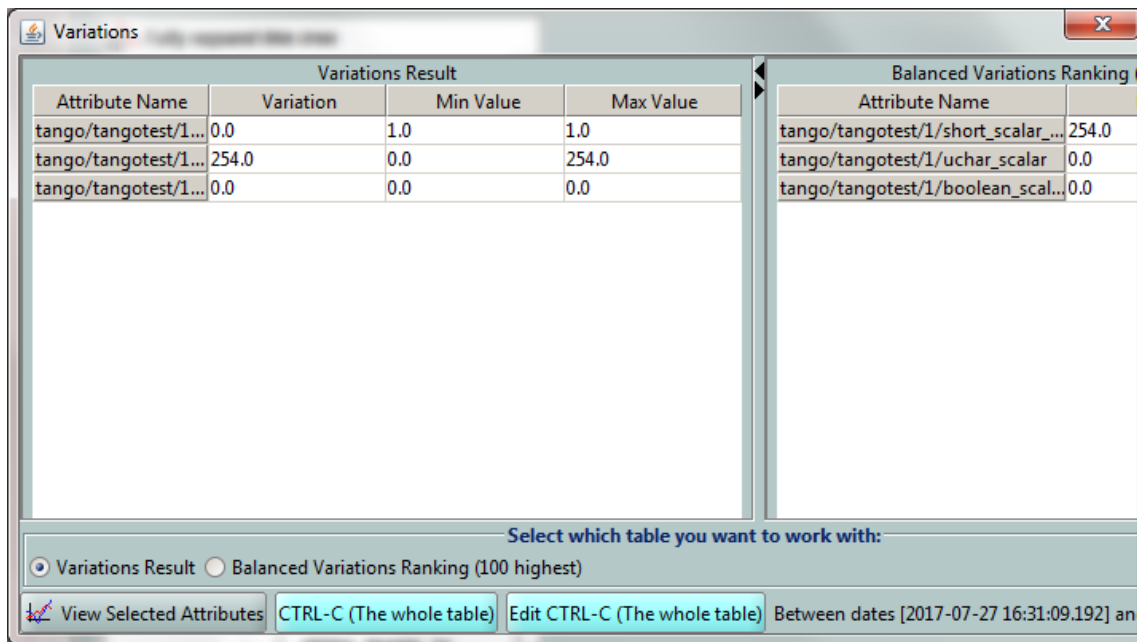 Variations
Variations Result
Attribute Name Variation Min Value Max Value
tango/tangotest/1... 0.0 1.0 1.0
tango/tangotest/1... 254.0 0.0 254.0
tango/tangotest/1... 0.0 0.0 0.0
Balanced Variations Ranking (
Attribute Name
tango/tangotest/1/short_scalar_... 254.0
tango/tangotest/1/uchar_scalar 0.0
tango/tangotest/1/boolean_scal... 0.0
Select which table you want to work with:
Variations Result Balanced Variations Ranking (100 highest)
View Selected Attributes CTRL-C (The whole table) Edit CTRL-C (The whole table) Between dates [2017-07-27 16:31:09.192] an